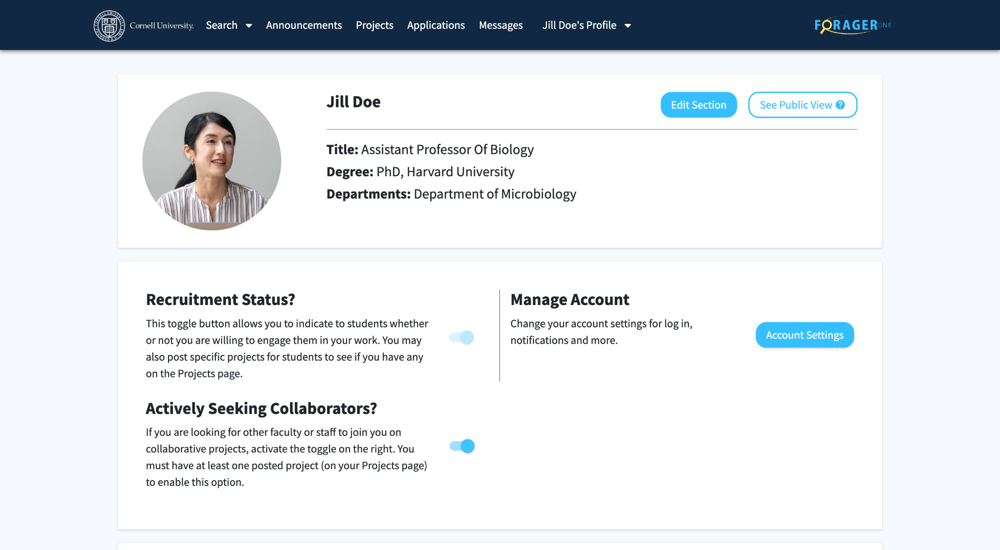 Cornell University. Search Announcements Projects Applications Messages Jill Doe's Profile FORAGER ONE
Jill Doe
Edit Section
See Public View ?
Title: Assistant Professor Of Biology
Degree: PhD, Harvard University
Departments: Department of Microbiology
Recruitment Status?
This toggle button allows you to indicate to students whether
or not you are willing to engage them in your work. You may
also post specific projects for students to see if you have any
on the Projects page.
Manage Account
Change your account settings for log in,
notifications and more.
Account Settings
Actively Seeking Collaborators?
If you are looking for other faculty or staff to join you on
collaborative projects, activate the toggle on the right. You
must have at least one posted project (on your Projects page)
to enable this option.